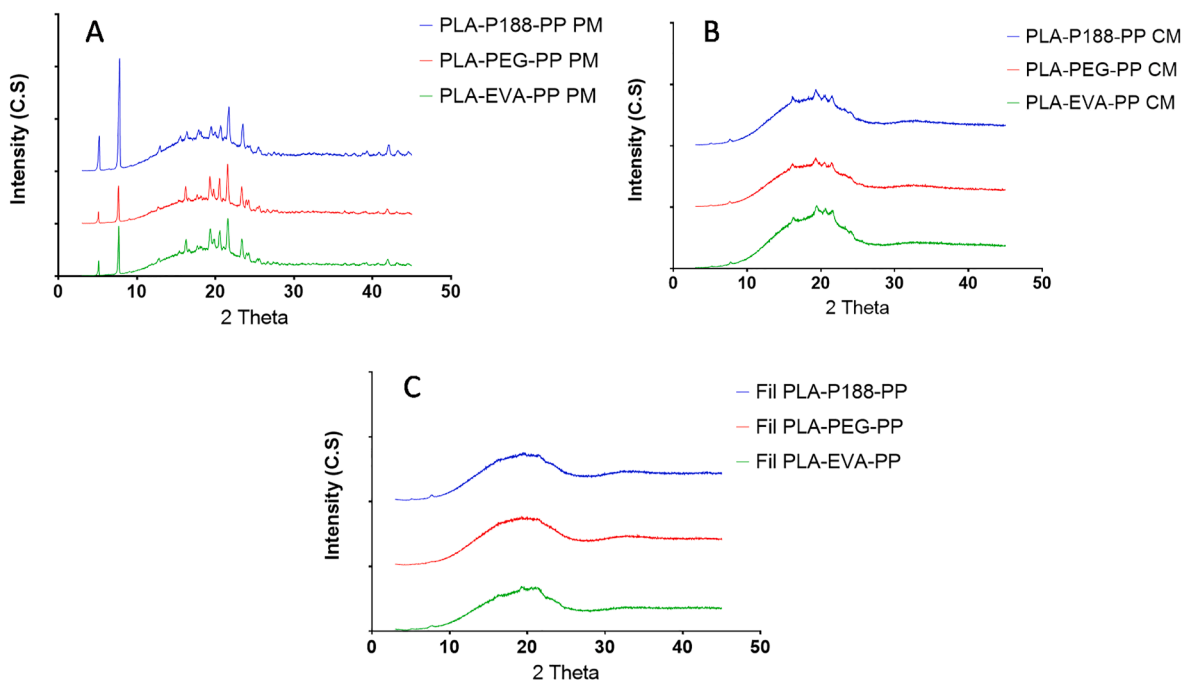 A
PLA-P188-PP PM
PLA-PEG-PP PM
PLA-EVA-PP PM
Intensity (C.S)
0 10 20 30 40 50
2 Theta
B
PLA-P188-PP CM
PLA-PEG-PP CM
PLA-EVA-PP CM
Intensity (C.S)
0 10 20 30 40 50
2 Theta
C
Fil PLA-P188-PP
Fil PLA-PEG-PP
Fil PLA-EVA-PP
Intensity (C.S)
0 10 20 30 40 50
2 Theta